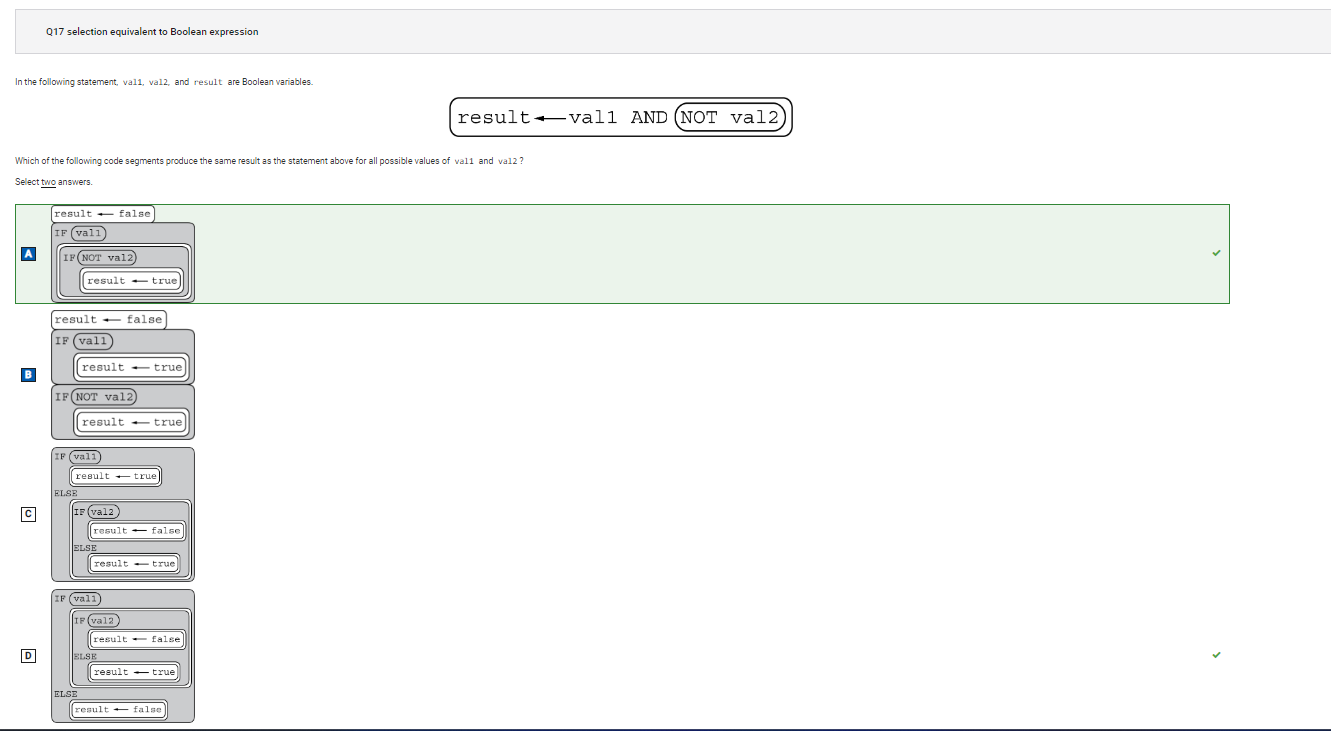 Q17 selection equivalent to Boolean expression
In the following statement, val1, val2, and result are Boolean variables.
result ← val1 AND NOT val2
Which of the following code segments produce the same result as the statement above for all possible values of val1 and val2 ?
Select two answers.
A
result ← false
IF val1
IF NOT val2
result ← true
B
result ← false
IF val1
result ← true
IF NOT val2
result ← true
C
IF val1
result ← true
ELSE
IF val2
result ← false
ELSE
result ← true
D
IF val1
IF val2
result ← false
ELSE
result ← true
ELSE
result ← false